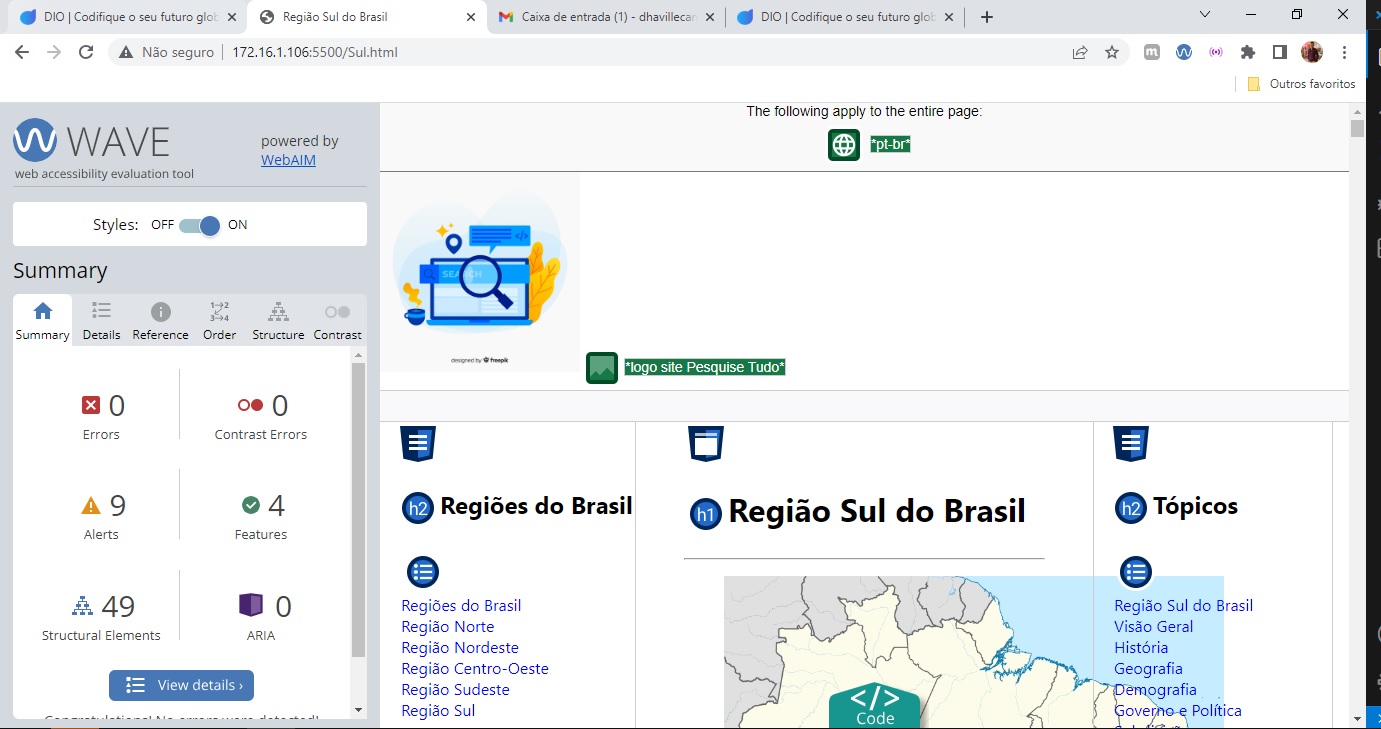 DIO | Codifique o seu futuro glob
Região Sul do Brasil
Caixa de entrada (1) - dhavillecar
DIO | Codifique o seu futuro glob
Não seguro
172.16.1.106:5500/Sul.html
Outros favoritos
WAVE
web accessibility evaluation tool
powered by
WebAIM
Styles: OFF ON
Summary
Summary Details Reference Order Structure Contrast
0
Errors
0
Contrast Errors
9
Alerts
4
Features
49
Structural Elements
0
ARIA
View details ›
Congratulations! No errors were detected!
The following apply to the entire page:
*pt-br*
SEARCH
designed by freepik
*logo site Pesquise Tudo*
h2 Regiões do Brasil
Regiões do Brasil
Região Norte
Região Nordeste
Região Centro-Oeste
Região Sudeste
Região Sul
h1 Região Sul do Brasil
</>
Code
h2 Tópicos
Região Sul do Brasil
Visão Geral
História
Geografia
Demografia
Governo e Política